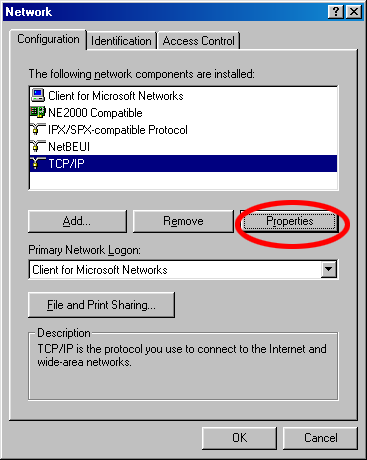 Network
Configuration Identification Access Control
The following network components are installed:
Client for Microsoft Networks
NE2000 Compatible
IPX/SPX-compatible Protocol
NetBEUI
TCP/IP
Add... Remove Properties
Primary Network Logon:
Client for Microsoft Networks
File and Print Sharing...
Description
TCP/IP is the protocol you use to connect to the Internet and
wide-area networks.
OK Cancel